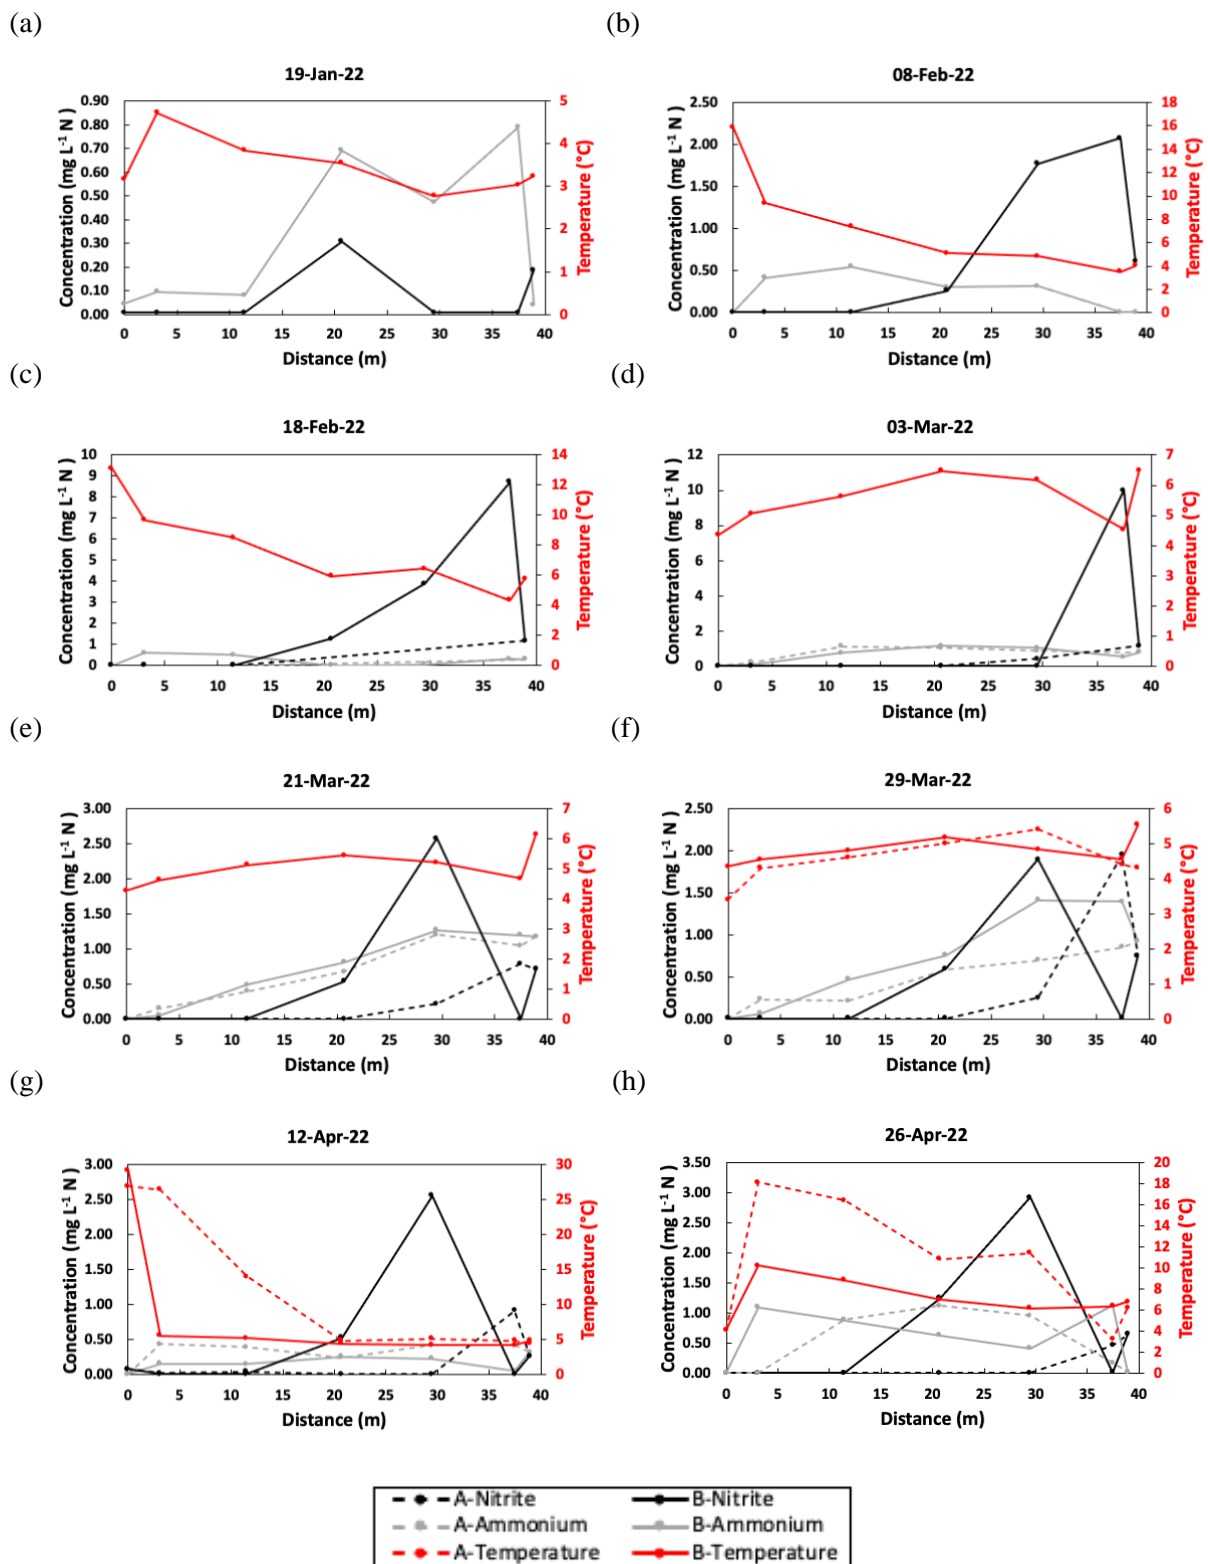 (a)
19-Jan-22
Concentration (mg L-1 N )
0.90
0.80
0.70
0.60
0.50
0.40
0.30
0.20
0.10
0.00
5
4
3
2
1
0
Temperature (°C)
0 5 10 15 20 25 30 35 40
Distance (m)
(b)
08-Feb-22
Concentration (mg L-1 N )
2.50
2.00
1.50
1.00
0.50
0.00
18
16
14
12
10
8
6
4
2
0
Temperature (°C)
0 5 10 15 20 25 30 35 40
Distance (m)
(c)
18-Feb-22
Concentration (mg L-1 N )
10
9
8
7
6
5
4
3
2
1
0
14
12
10
8
6
4
2
0
Temperature (°C)
0 5 10 15 20 25 30 35 40
Distance (m)
(d)
03-Mar-22
Concentration (mg L-1 N )
12
10
8
6
4
2
0
7
6
5
4
3
2
1
0
Temperature (°C)
0 5 10 15 20 25 30 35 40
Distance (m)
(e)
21-Mar-22
Concentration (mg L-1 N )
3.00
2.50
2.00
1.50
1.00
0.50
0.00
7
6
5
4
3
2
1
0
Temperature (°C)
0 5 10 15 20 25 30 35 40
Distance (m)
(f)
29-Mar-22
Concentration (mg L-1 N )
2.50
2.00
1.50
1.00
0.50
0.00
6
5
4
3
2
1
0
Temperature (°C)
0 5 10 15 20 25 30 35 40
Distance (m)
(g)
12-Apr-22
Concentration (mg L-1 N )
3.00
2.50
2.00
1.50
1.00
0.50
0.00
30
25
20
15
10
5
0
Temperature (°C)
0 5 10 15 20 25 30 35 40
Distance (m)
(h)
26-Apr-22
Concentration (mg L-1 N )
3.50
3.00
2.50
2.00
1.50
1.00
0.50
0.00
20
18
16
14
12
10
8
6
4
2
0
Temperature (°C)
0 5 10 15 20 25 30 35 40
Distance (m)
A-Nitrite B-Nitrite
A-Ammonium B-Ammonium
A-Temperature B-Temperature